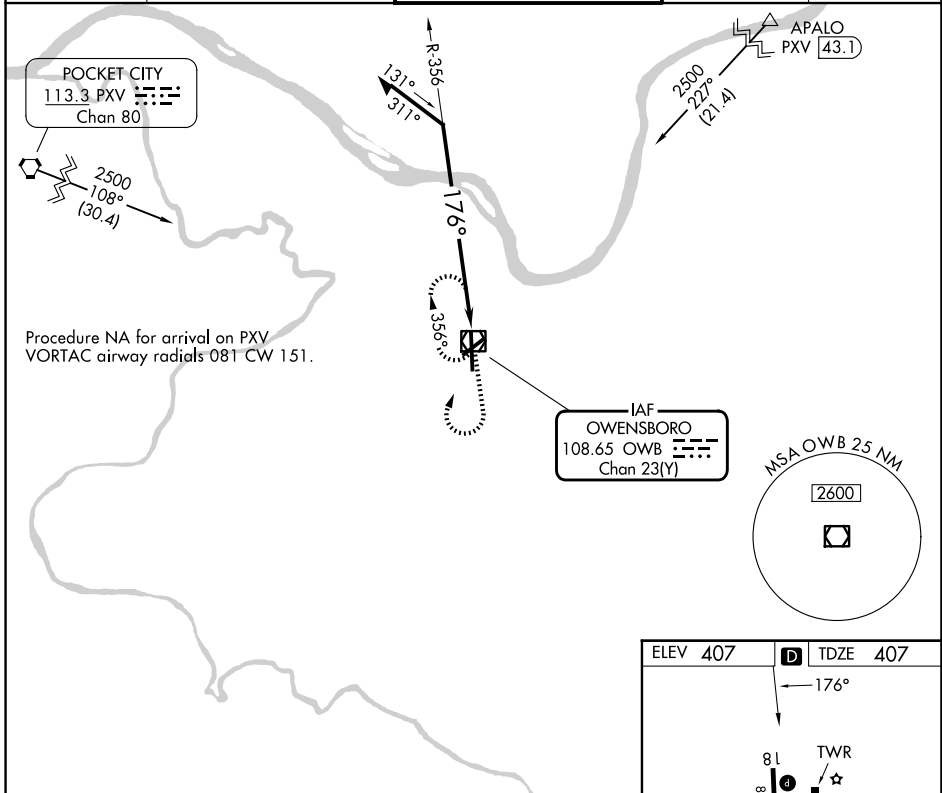 R-356
131°
311°
APALO
PXV 43.1
2500
227°
(21.4)
POCKET CITY
113.3 PXV
Chan 80
2500
108°
(30.4)
176°
356°
Procedure NA for arrival on PXV
VORTAC airway radials 081 CW 151.
IAF
OWENSBORO
108.65 OWB
Chan 23(Y)
MSA OWB 25 NM
2600
ELEV 407 D TDZE 407
176°
18
TWR
P
8